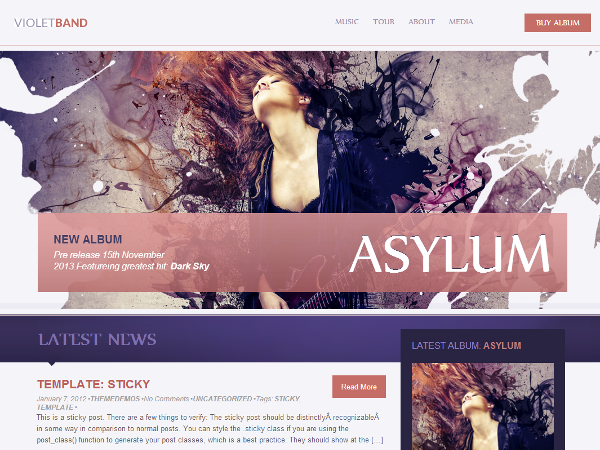 VIOLETBAND
MUSIC TOUR ABOUT MEDIA
BUY ALBUM
NEW ALBUM
Pre release 15th November
2013 Featureing greatest hit: Dark Sky
ASYLUM
LATEST NEWS
LATEST ALBUM: ASYLUM
TEMPLATE: STICKY
Read More
January 7, 2012 •THEMEDEMOS •No Comments •UNCATEGORIZED •Tags: STICKY,
TEMPLATE •
This is a sticky post. There are a few things to verify: The sticky post should be distinctlyÂ recognizableÂ
in some way in comparison to normal posts. You can style the .sticky class if you are using the
post_class() function to generate your post classes, which is a best practice. They should show at the [...]